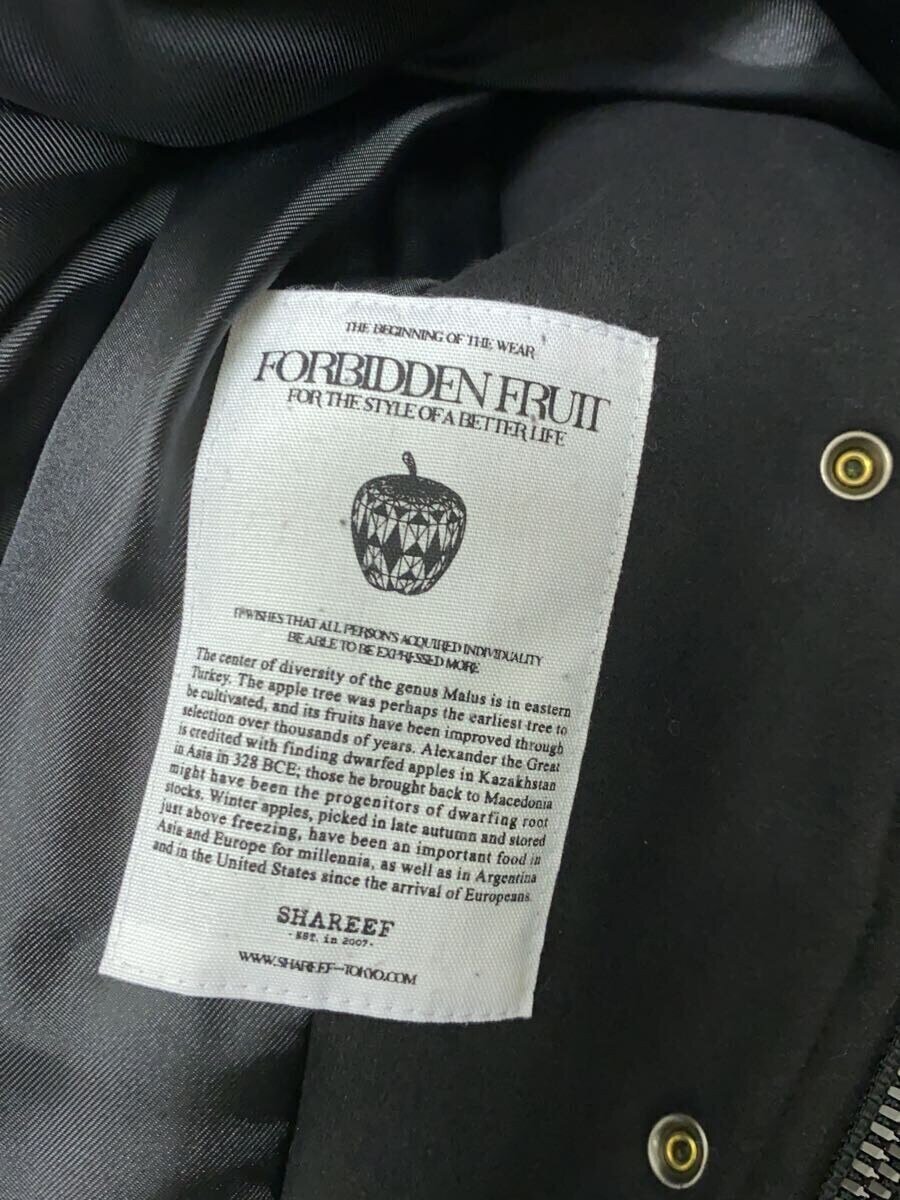 THE BEGINNING OF THE WEAR
FORBIDDEN FRUIT
FOR THE STYLE OF A BETTER LIFE
IT WISHES THAT ALL PERSON'S ACQUIRED INDIVIDUALITY
BE ABLE TO BE EXPRESSED MORE
The center of diversity of the genus Malus is in eastern
Turkey. The apple tree was perhaps the earliest tree to
be cultivated, and its fruits have been improved through
selection over thousands of years. Alexander the Great
is credited with finding dwarfed apples in Kazakhstan
in Asia in 328 BCE; those he brought back to Macedonia
might have been the progenitors of dwarfing root
stocks. Winter apples, picked in late autumn and stored
just above freezing, have been an important food in
Asia and Europe for millennia, as well as in Argentina
and in the United States since the arrival of Europeans.
SHAREEF
- EST. in 2007 -
WWW.SHAREEF-TOKYO.COM